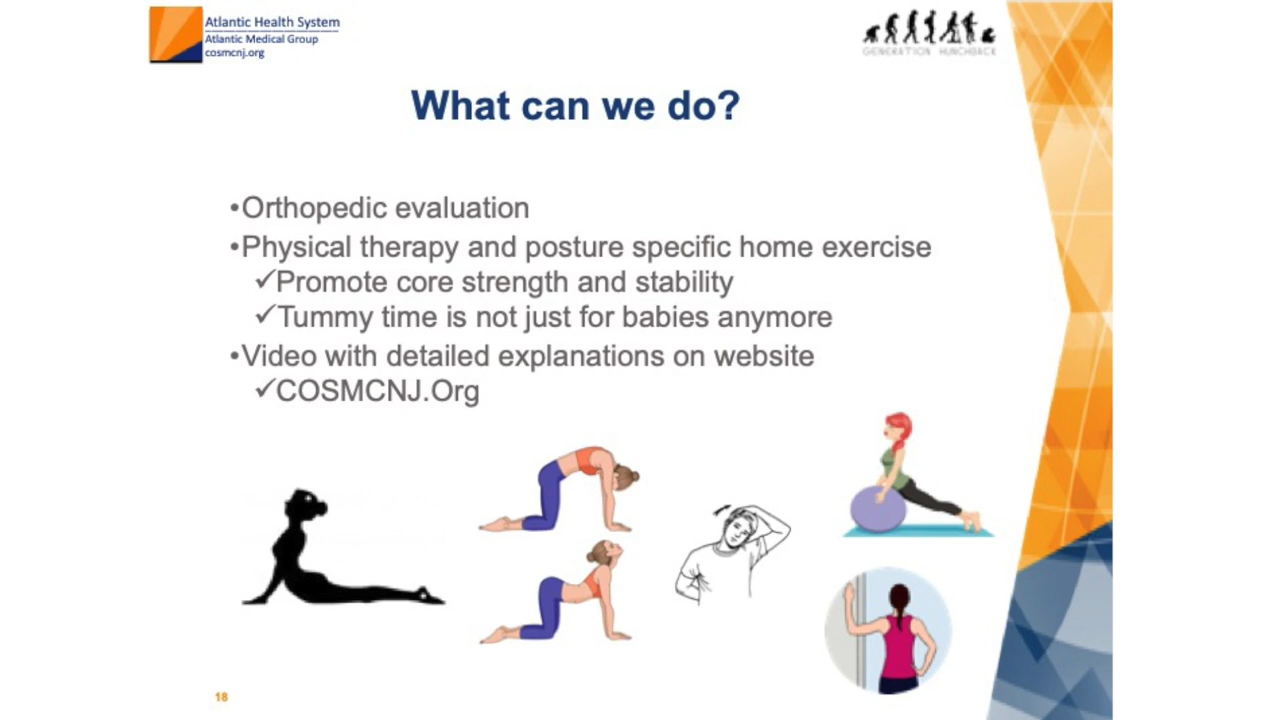 Atlantic Health System
Atlantic Medical Group
cosmcnj.org
GENERATION HUNCHBACK
What can we do?
•Orthopedic evaluation
•Physical therapy and posture specific home exercise
✓Promote core strength and stability
✓Tummy time is not just for babies anymore
•Video with detailed explanations on website
✓COSMCNJ.Org
18